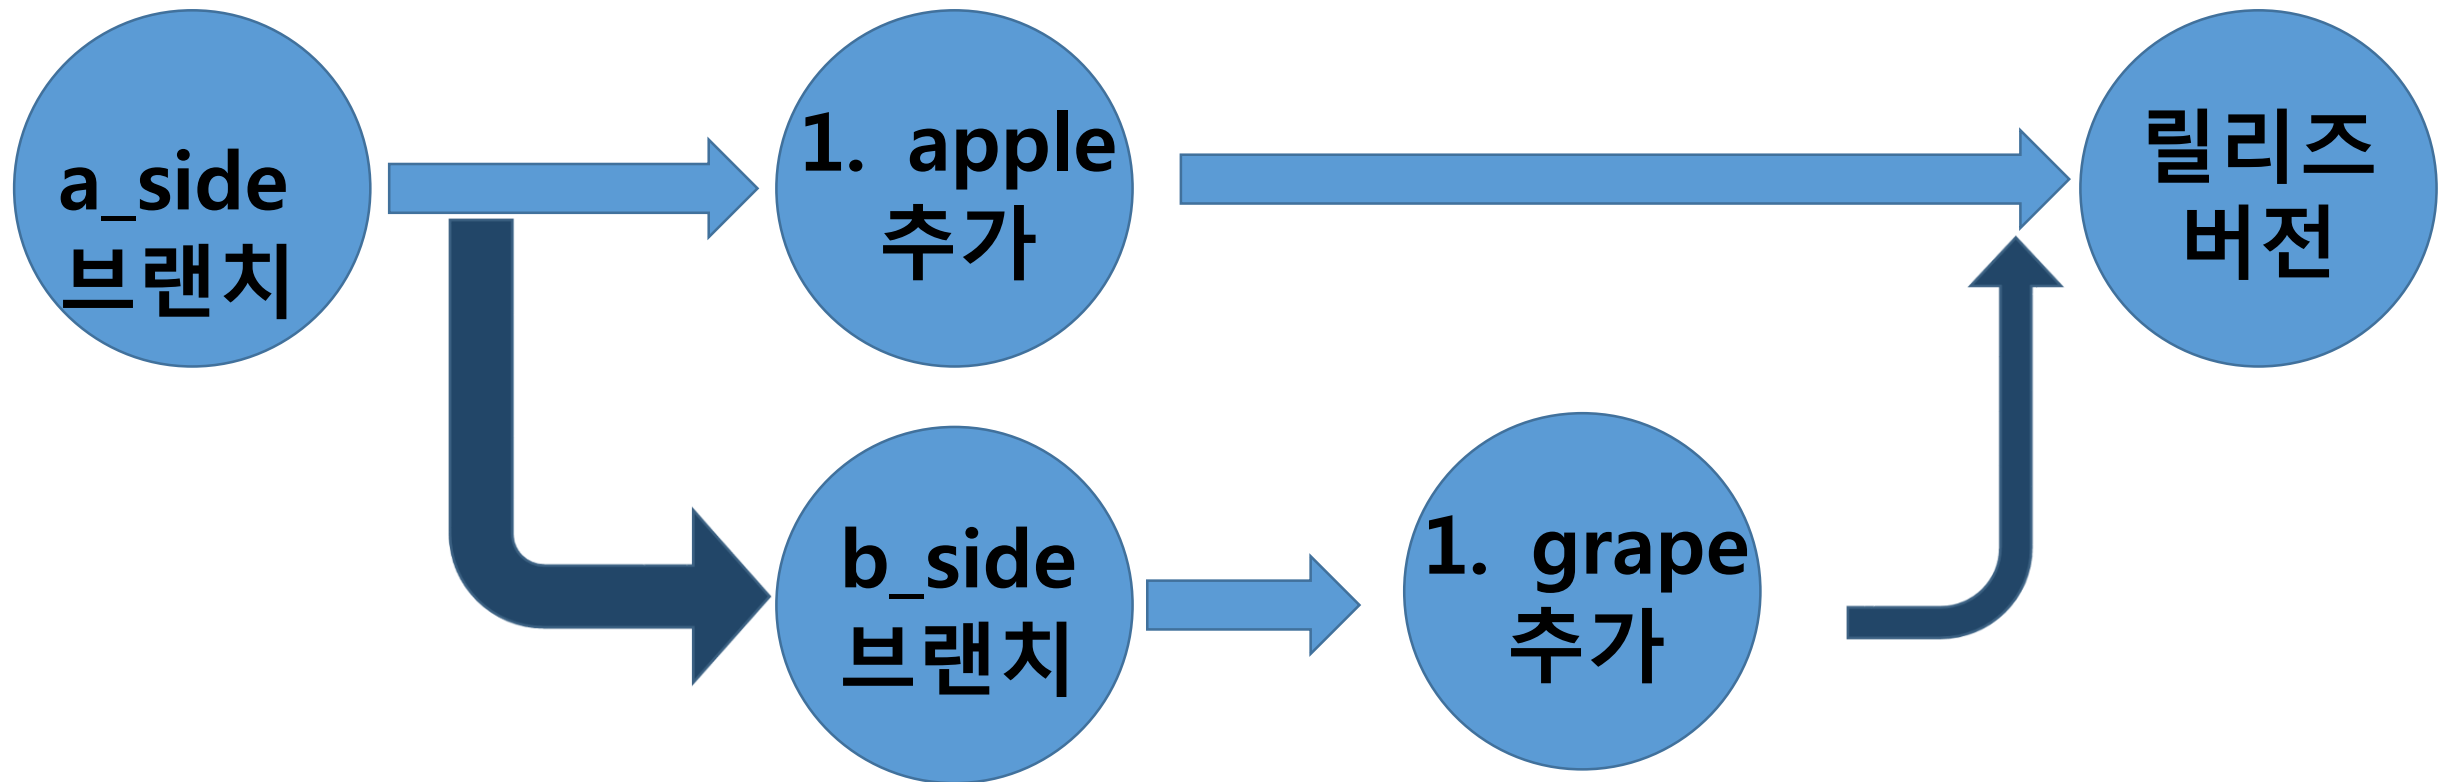 a_side
브랜치
1. apple
추가
릴리즈
버전
b_side
브랜치
1. grape
추가